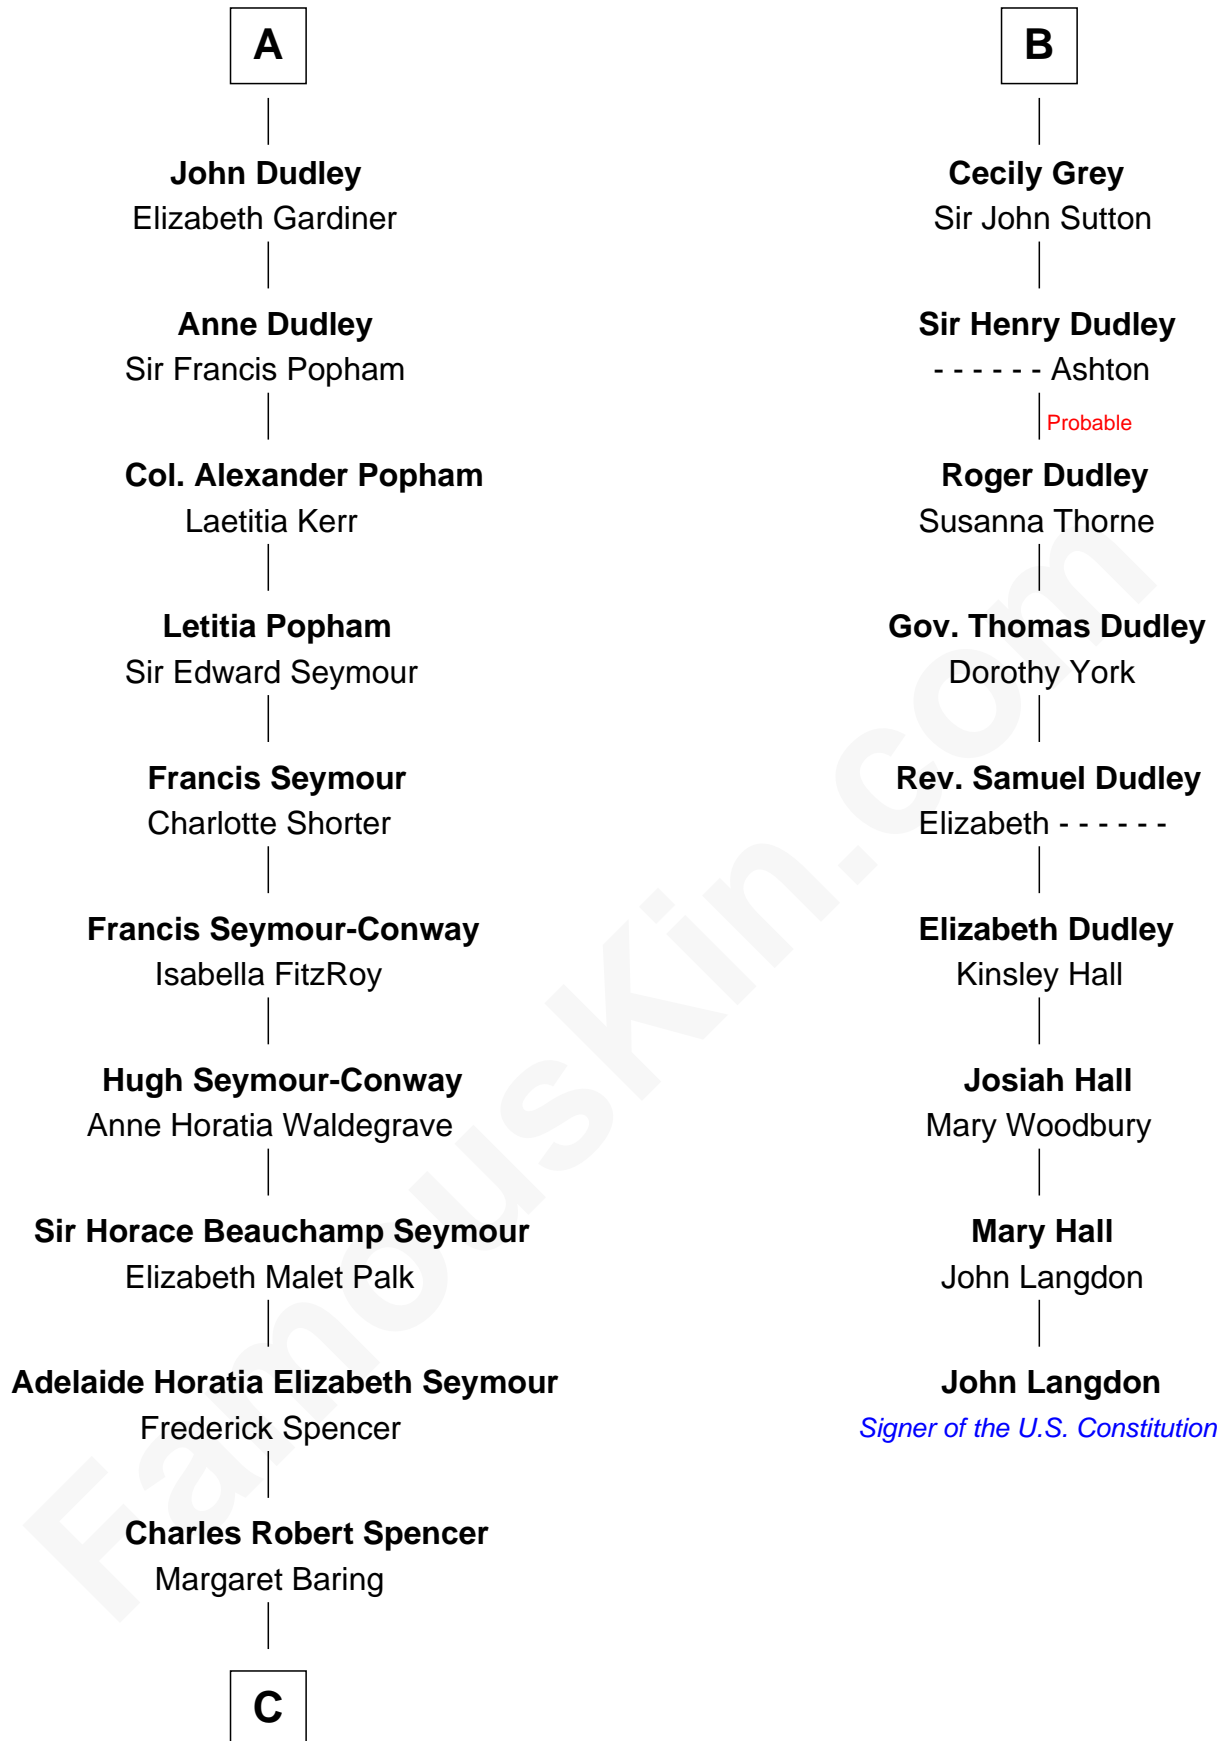 A
John Dudley
Elizabeth Gardiner
Anne Dudley
Sir Francis Popham
Col. Alexander Popham
Laetitia Kerr
Letitia Popham
Sir Edward Seymour
Francis Seymour
Charlotte Shorter
Francis Seymour-Conway
Isabella FitzRoy
Hugh Seymour-Conway
Anne Horatia Waldegrave
Sir Horace Beauchamp Seymour
Elizabeth Malet Palk
Adelaide Horatia Elizabeth Seymour
Frederick Spencer
Charles Robert Spencer
Margaret Baring
C
B
Cecily Grey
Sir John Sutton
Sir Henry Dudley
- - - - - - Ashton
Probable
Roger Dudley
Susanna Thorne
Gov. Thomas Dudley
Dorothy York
Rev. Samuel Dudley
Elizabeth - - - - - -
Elizabeth Dudley
Kinsley Hall
Josiah Hall
Mary Woodbury
Mary Hall
John Langdon
John Langdon
Signer of the U.S. Constitution
FamousKin.com